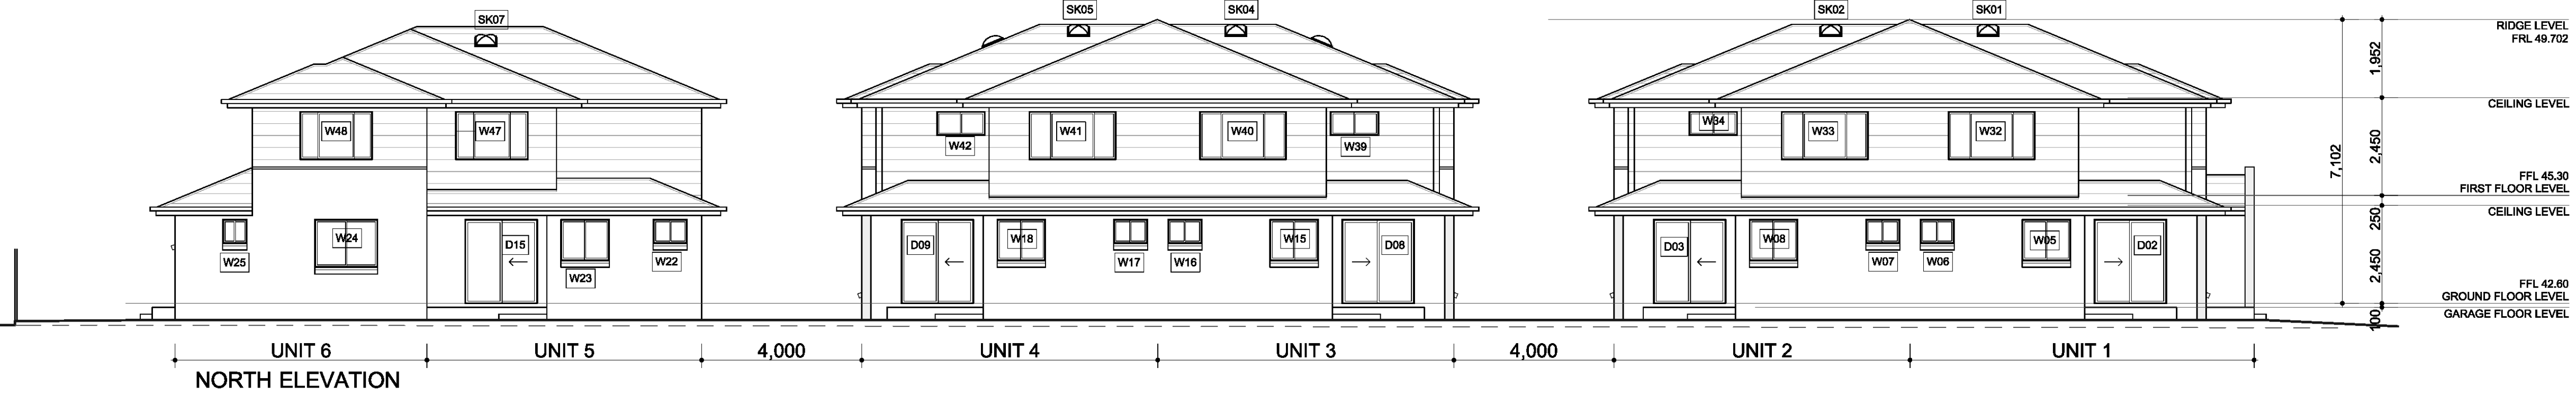 SK07
SK05
SK04
SK02
SK01
RIDGE LEVEL
FRL 49.702
1,952
CEILING LEVEL
W48
W47
W42
W41
W40
W39
W34
W33
W32
2,450
7,102
FFL 45.30
FIRST FLOOR LEVEL
250
CEILING LEVEL
W25
W24
D15
W23
W22
D09
W18
W17
W16
W15
D08
D03
W08
W07
W06
W05
D02
2,450
FFL 42.60
GROUND FLOOR LEVEL
100
GARAGE FLOOR LEVEL
UNIT 6
UNIT 5
4,000
UNIT 4
UNIT 3
4,000
UNIT 2
UNIT 1
NORTH ELEVATION